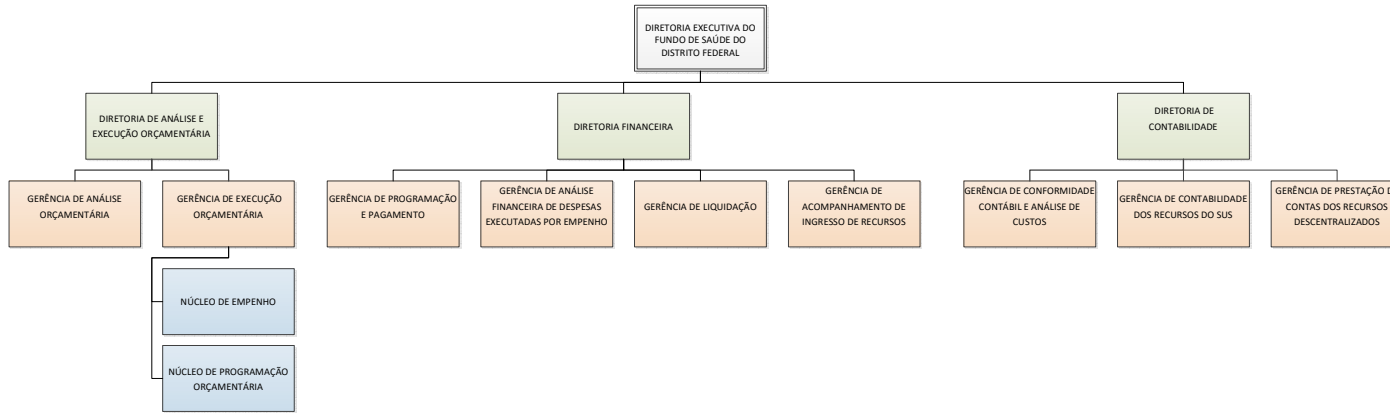 DIRETORIA EXECUTIVA DO
FUNDO DE SAÚDE DO
DISTRITO FEDERAL
DIRETORIA DE ANÁLISE E
EXECUÇÃO ORÇAMENTÁRIA
DIRETORIA FINANCEIRA
DIRETORIA DE
CONTABILIDADE
GERÊNCIA DE ANÁLISE
ORÇAMENTÁRIA
GERÊNCIA DE EXECUÇÃO
ORÇAMENTÁRIA
GERÊNCIA DE PROGRAMAÇÃO
E PAGAMENTO
GERÊNCIA DE ANÁLISE
FINANCEIRA DE DESPESAS
EXECUTADAS POR EMPENHO
GERÊNCIA DE LIQUIDAÇÃO
GERÊNCIA DE
ACOMPANHAMENTO DE
INGRESSO DE RECURSOS
GERÊNCIA DE CONFORMIDADE
CONTÁBIL E ANÁLISE DE
CUSTOS
GERÊNCIA DE CONTABILIDADE
DOS RECURSOS DO SUS
GERÊNCIA DE PRESTAÇÃO
CONTAS DOS RECURSOS
DESCENTRALIZADOS
NÚCLEO DE EMPENHO
NÚCLEO DE PROGRAMAÇÃO
ORÇAMENTÁRIA